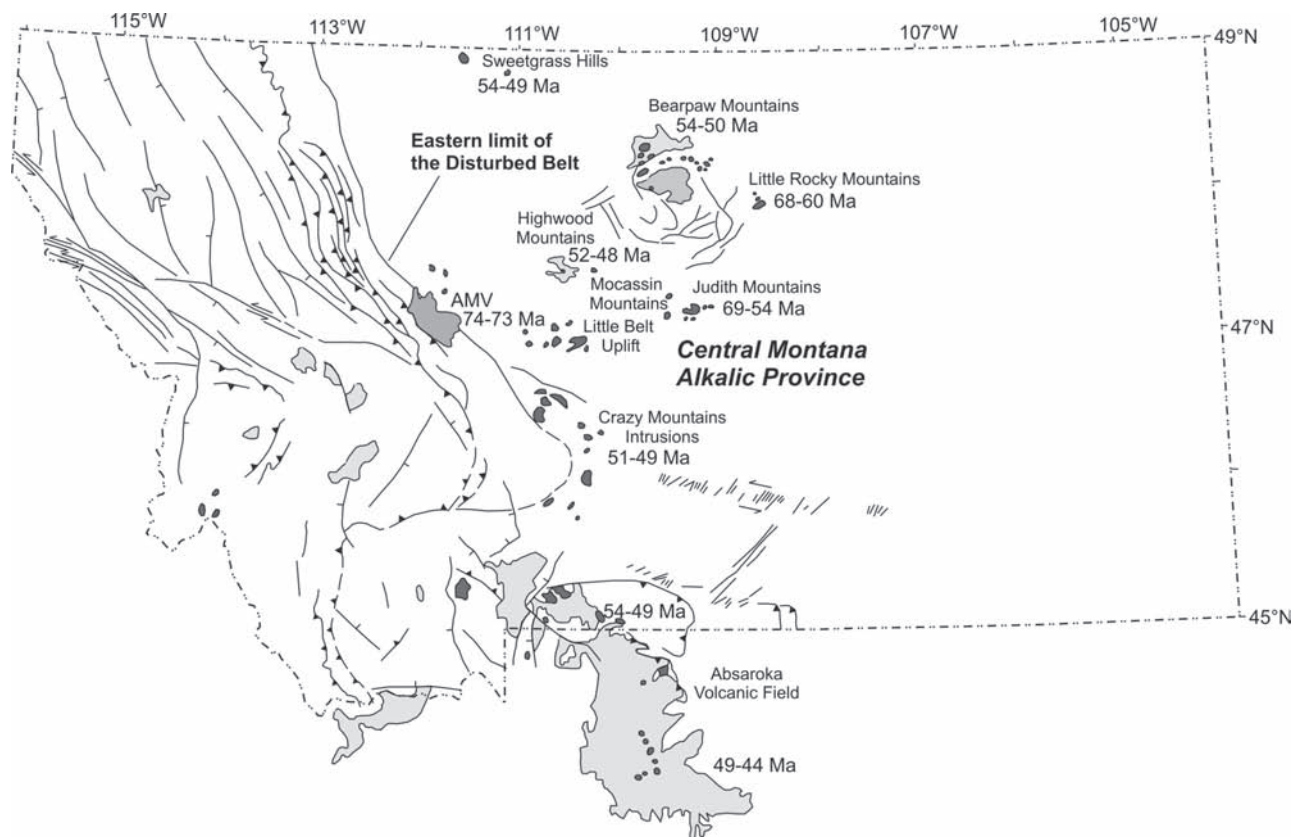 115°W
113°W
111°W
109°W
107°W
105°W
49°N
Sweetgrass Hills
54-49 Ma
Bearpaw Mountains
54-50 Ma
Eastern limit of
the Disturbed Belt
Little Rocky Mountains
68-60 Ma
Highwood
Mountains
52-48 Ma
Mocassin
Mountains
Judith Mountains
69-54 Ma
AMV
74-73 Ma
Little Belt
Uplift
47°N
Central Montana
Alkalic Province
Crazy Mountains
Intrusions
51-49 Ma
54-49 Ma
45°N
Absaroka
Volcanic Field
49-44 Ma